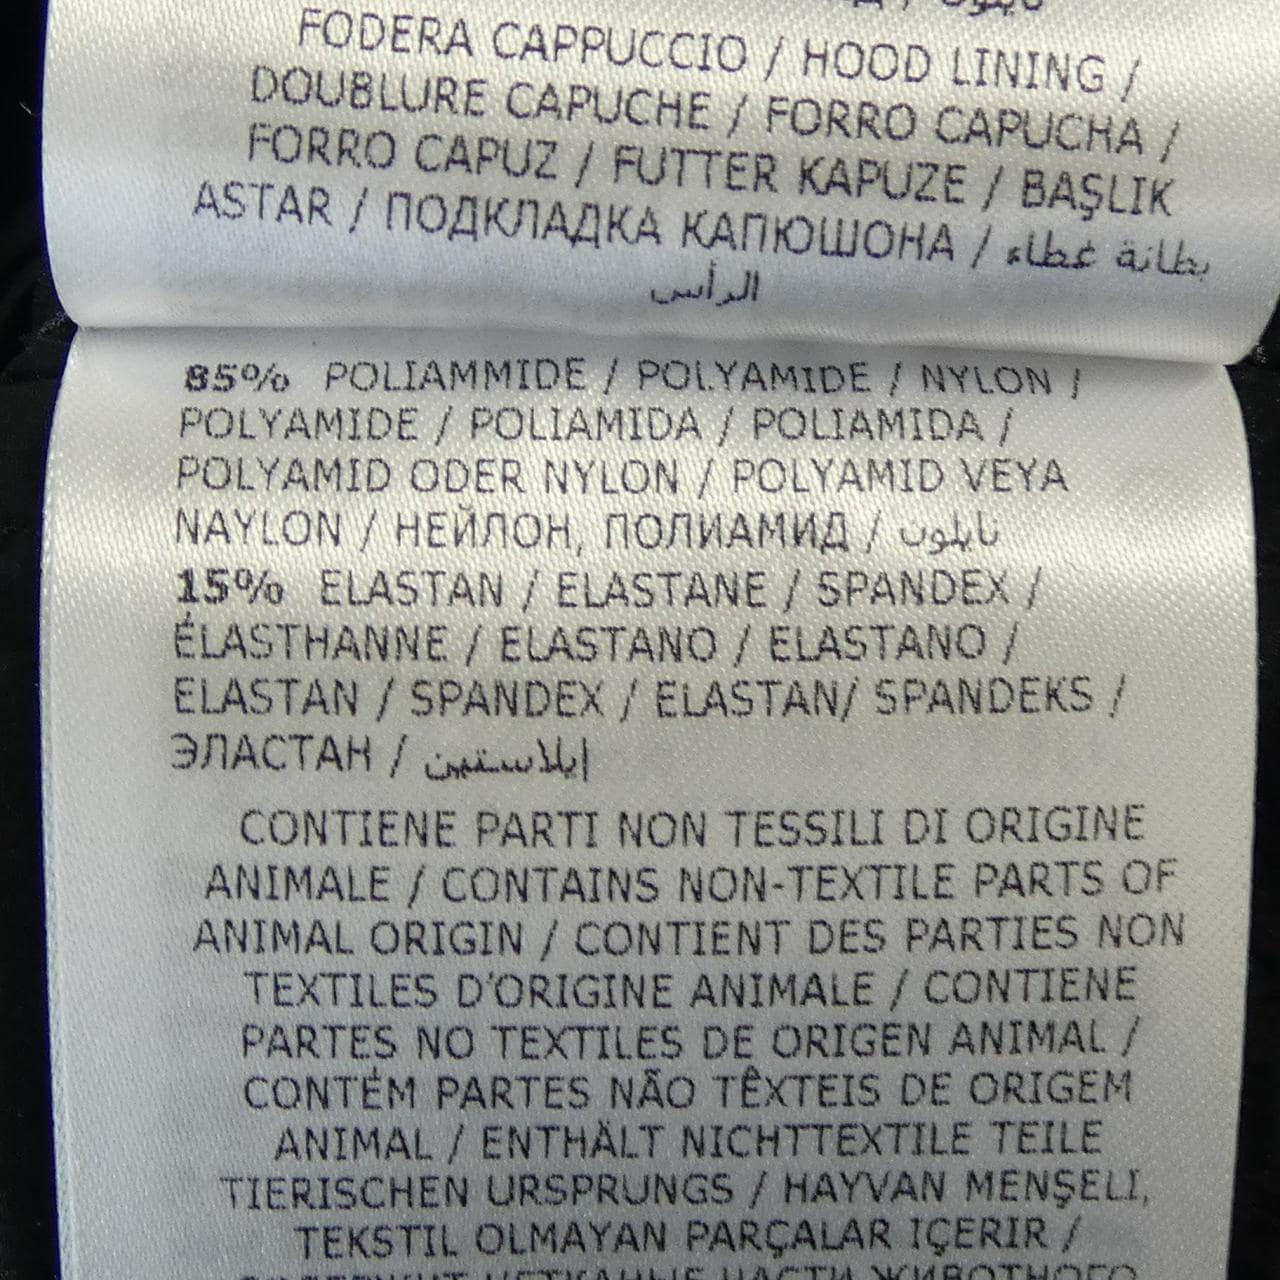 FODERA CAPPUCCIO / HOOD LINING /
DOUBLURE CAPUCHE / FORRO CAPUCHA /
FORRO CAPUZ / FUTTER KAPUZE / BAŞLIK
ASTAR / ПОДКЛАДКА КАПЮШОНА / بطانة غطاء
الرأس
85% POLIAMMIDE / POLYAMIDE / NYLON /
POLYAMIDE / POLIAMIDA / POLIAMIDA /
POLYAMID ODER NYLON / POLYAMID VEYA
NAYLON / НЕЙЛОН, ПОЛИАМИД / نايلون
15% ELASTAN / ELASTANE / SPANDEX /
ÉLASTHANNE / ELASTANO / ELASTANO /
ELASTAN / SPANDEX / ELASTAN/ SPANDEKS /
ЭЛАСТАН / إيلاستين
CONTIENE PARTI NON TESSILI DI ORIGINE
ANIMALE / CONTAINS NON-TEXTILE PARTS OF
ANIMAL ORIGIN / CONTIENT DES PARTIES NON
TEXTILES D'ORIGINE ANIMALE / CONTIENE
PARTES NO TEXTILES DE ORIGEN ANIMAL /
CONTÉM PARTES NÃO TÊXTEIS DE ORIGEM
ANIMAL / ENTHÄLT NICHTTEXTILE TEILE
TIERISCHEN URSPRUNGS / HAYVAN MENŞELI,
TEKSTIL OLMAYAN PARÇALAR IÇERIR /